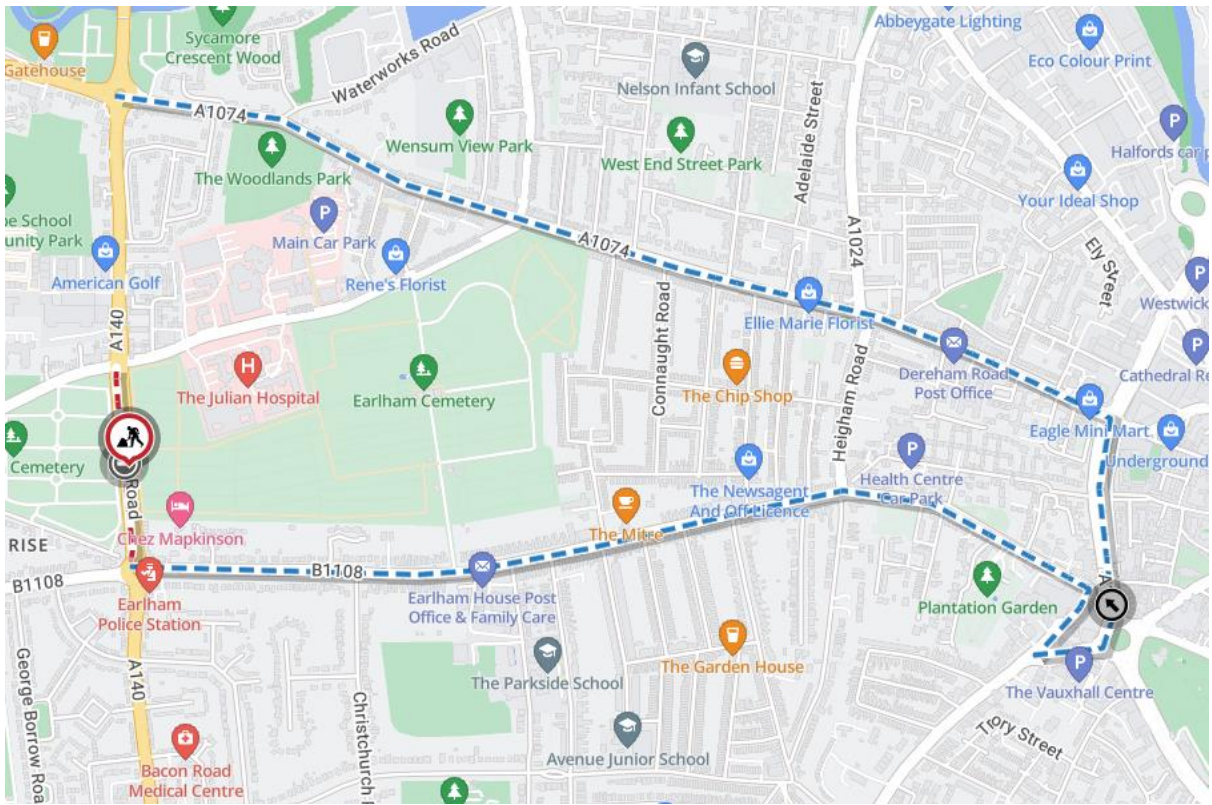 Abbeygate Lighting
Sycamore
Crescent Wood
Gatehouse
Waterworks Road
Eco Colour Print
Nelson Infant School
Adelaide Street
A1074
Wensum View Park
Halfords car
P
The Woodlands Park
West End Street Park
Your Ideal Shop
School
unity Park
P
Main Car Park
A1074
A1024
Ely Street
American Golf
Rene's Florist
P
Westwick
A140
Ellie Marie Florist
Connaught Road
Heigham Road
H
The Julian Hospital
Earlham Cemetery
The Chip Shop
Dereham Road
Post Office
P
Cathedral
Eagle Mini Mart
Cemetery
Underground
Road
P
Health Centre
Car Park
The Newsagent
And Off Licence
Chez Mapkinson
The Mitre
RISE
B1108
B1108
Earlham
Police Station
Earlham House Post
Office & Family Care
Plantation Garden
A
George Borrow
A140
Christchurch
The Parkside School
The Garden House
P
The Vauxhall Centre
Trory Street
Avenue Junior School
Bacon Road
Medical Centre